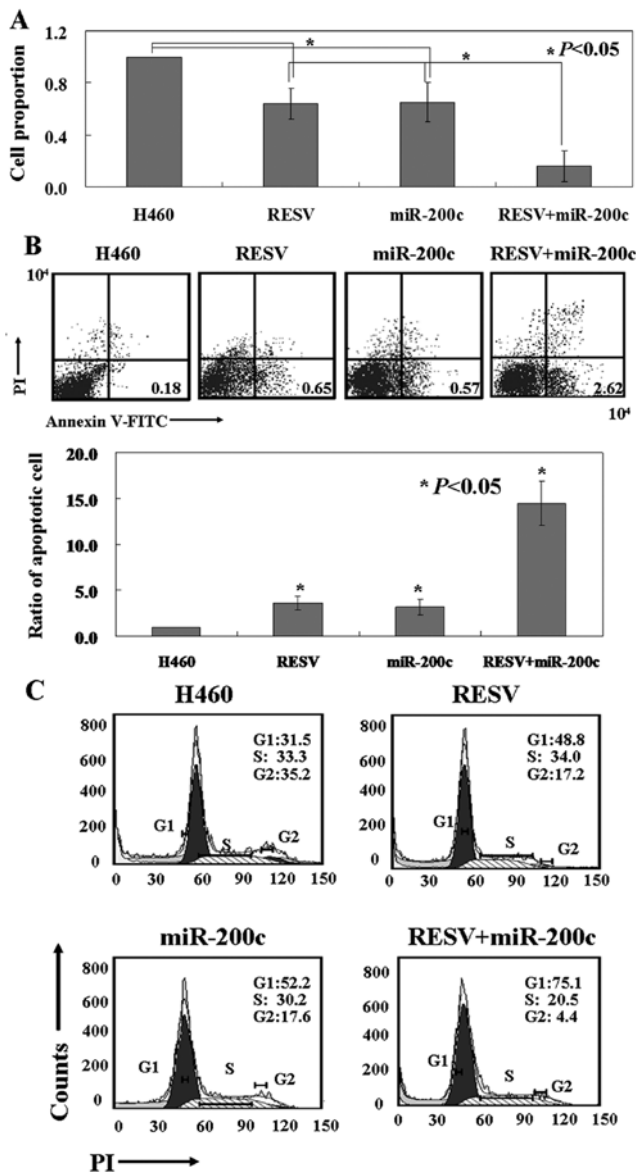 A
Cell proportion
1.2
0.8
0.4
0.0
*
*
* P<0.05
H460 RESV miR-200c RESV+miR-200c
B
H460 RESV miR-200c RESV+miR-200c
10⁴
PI
0.18 0.65 0.57 2.62
Annexin V-FITC
10⁴
Ratio of apoptotic cell
20.0
15.0
10.0
5.0
0.0
* P<0.05
*
*
*
H460 RESV miR-200c RESV+miR-200c
C
H460
800
600
400
200
0
G1:31.5
S: 33.3
G2:35.2
G1 S G2
0 30 60 90 120 150
RESV
800
600
400
200
0
G1:48.8
S: 34.0
G2:17.2
G1 S G2
0 30 60 90 120 150
miR-200c
800
600
400
200
0
G1:52.2
S: 30.2
G2:17.6
G1 S G2
0 30 60 90 120 150
RESV+miR-200c
800
600
400
200
0
G1:75.1
S: 20.5
G2: 4.4
G1 S G2
0 30 60 90 120 150
Counts
PI